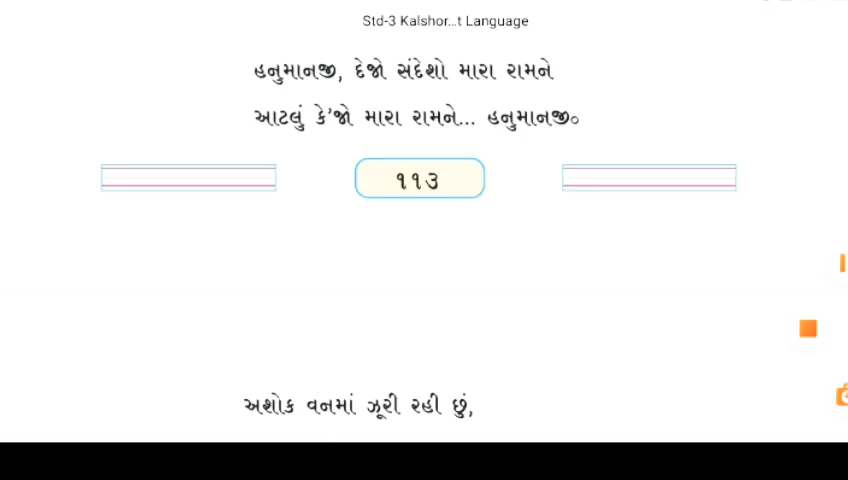 Std-3 Kalshor...t Language
હનુમાનજી, દેજો સંદેશો મારા રામને
આટલું કે'જો મારા રામને... હનુમાનજી૦
૧૧૩
અશોક વનમાં ઝૂરી રહી છું,